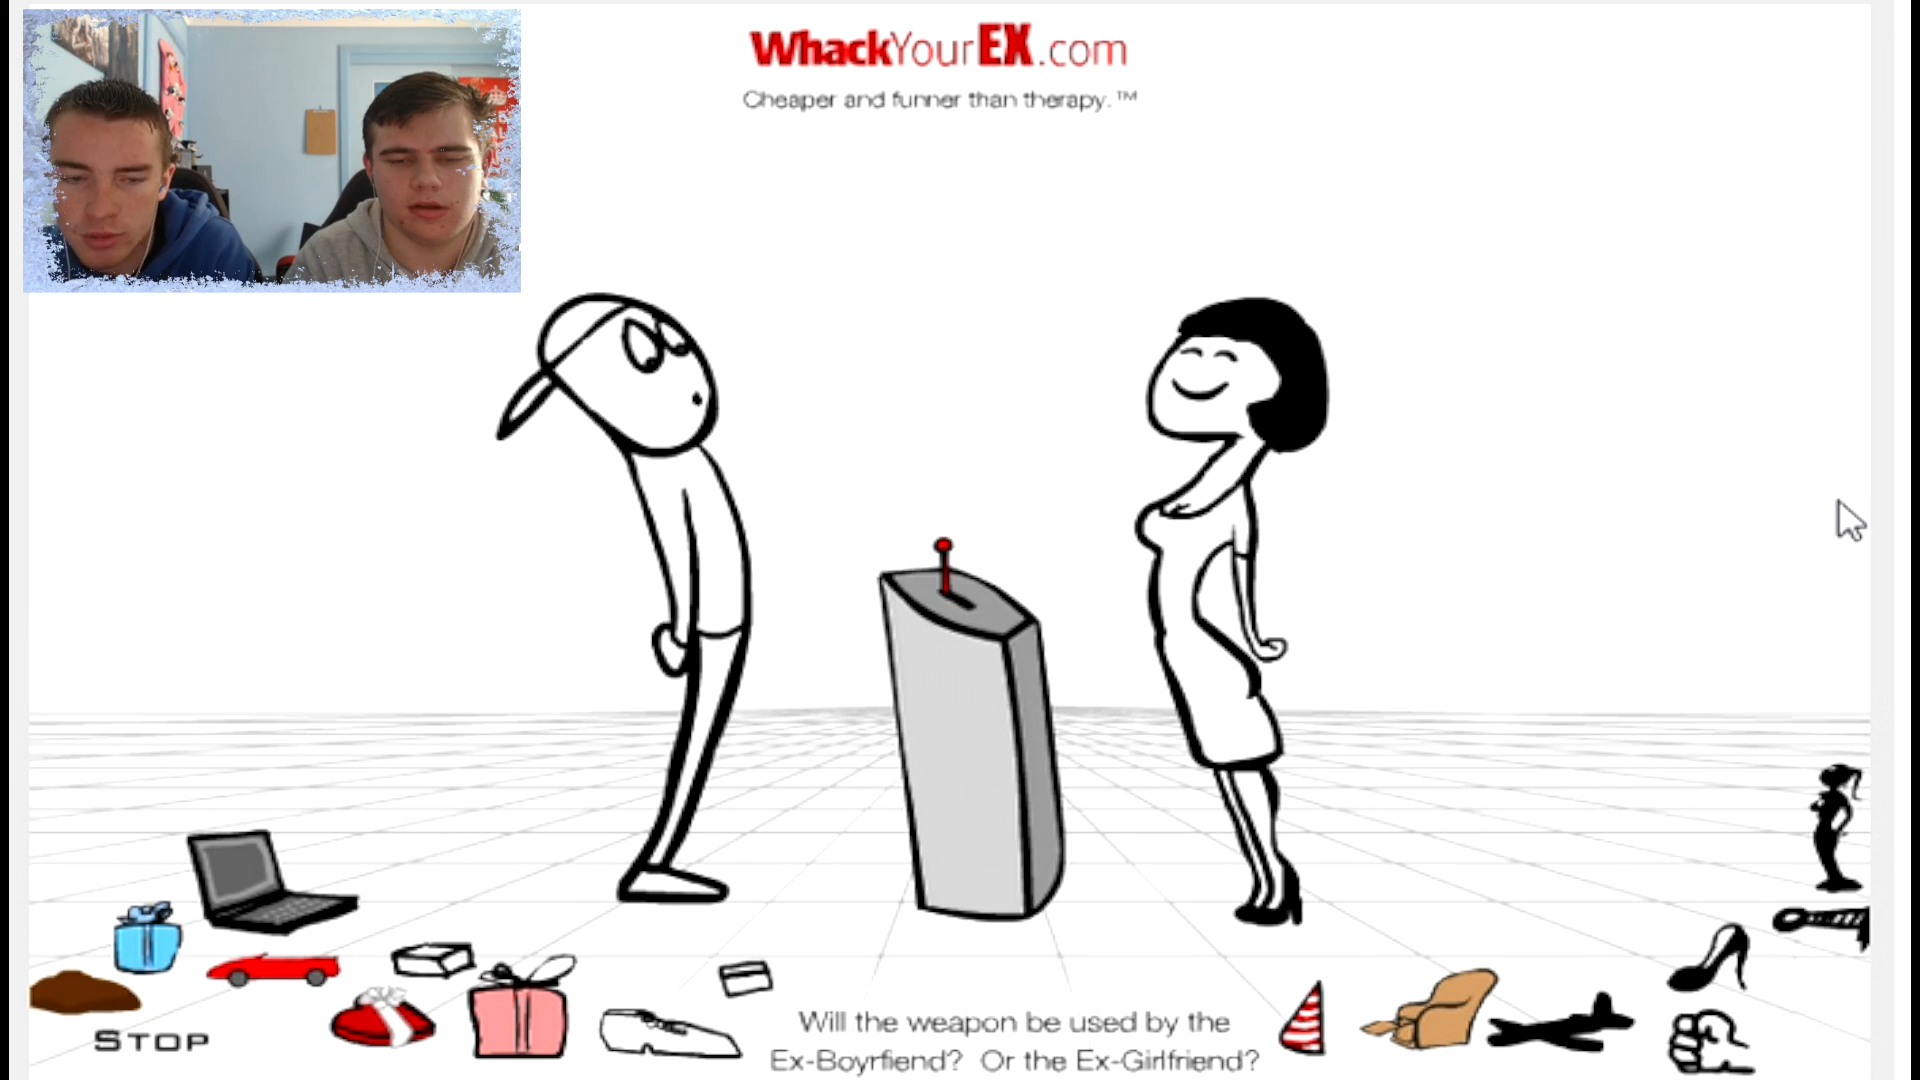 WhackYourEX.com
Cheaper and funner than therapy.™
STOP
Will the weapon be used by the
Ex-Boyrfiend? Or the Ex-Girlfriend?